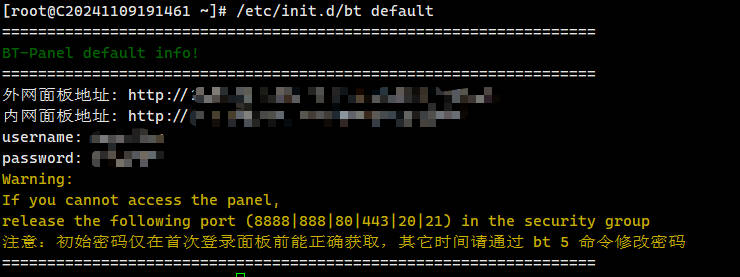 [root@C20241109191461 ~]# /etc/init.d/bt default
==================================================================
BT-Panel default info!
==================================================================
外网面板地址: http://
内网面板地址: http://
username:
password:
Warning:
If you cannot access the panel,
release the following port (8888|888|80|443|20|21) in the security group
注意：初始密码仅在首次登录面板前能正确获取，其它时间请通过 bt 5 命令修改密码
==================================================================